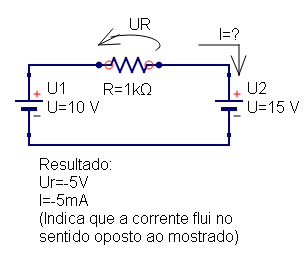 UR
I=?
U1
U=10 V
R=1kΩ
U2
U=15 V
Resultado:
Ur=-5V
I=-5mA
(Indica que a corrente flui no
sentido oposto ao mostrado)